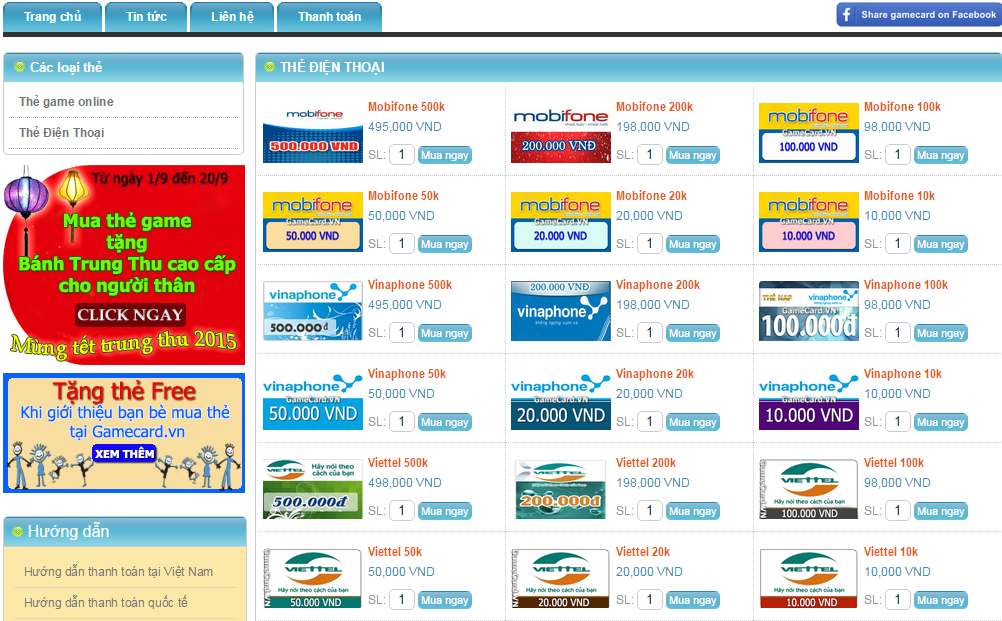 Trang chủ
Tin tức
Liên hệ
Thanh toán
Share gamecard on Facebook
Các loại thẻ
Thẻ game online
Thẻ Điện Thoại
Từ ngày 1/9 đến 20/9
Mua thẻ game
tặng
Bánh Trung Thu cao cấp
cho người thân
CLICK NGAY
Mừng tết trung thu 2015
Tặng thẻ Free
Khi giới thiệu bạn bè mua thẻ
tại Gamecard.vn
XEM THÊM
Hướng dẫn
Hướng dẫn thanh toán tại Việt Nam
Hướng dẫn thanh toán quốc tế
THẺ ĐIỆN THOẠI
mobifone
500.000 VND
Mobifone 500k
495,000 VND
SL: 1 Mua ngay
mobifone
200.000 VNĐ
Mobifone 200k
198,000 VND
SL: 1 Mua ngay
mobifone
GameCard.VN
100.000 VND
Mobifone 100k
98,000 VND
SL: 1 Mua ngay
mobifone
GameCard.VN
50.000 VND
Mobifone 50k
50,000 VND
SL: 1 Mua ngay
mobifone
GameCard.VN
20.000 VND
Mobifone 20k
20,000 VND
SL: 1 Mua ngay
mobifone
GameCard.VN
10.000 VND
Mobifone 10k
10,000 VND
SL: 1 Mua ngay
vinaphone
500.000đ
Vinaphone 500k
495,000 VND
SL: 1 Mua ngay
200.000 VNĐ
vinaphone
không ngừng vươn xa
Vinaphone 200k
198,000 VND
SL: 1 Mua ngay
THẺ NẠP vinaphone
GameCard.VN
100.000đ
Vinaphone 100k
98,000 VND
SL: 1 Mua ngay
vinaphone
GameCard.VN
50.000 VND
Vinaphone 50k
50,000 VND
SL: 1 Mua ngay
vinaphone
GameCard.VN
20.000 VND
Vinaphone 20k
20,000 VND
SL: 1 Mua ngay
vinaphone
GameCard.VN
10.000 VND
Vinaphone 10k
10,000 VND
SL: 1 Mua ngay
VIETTEL
Hãy nói theo
cách của bạn
500.000đ
Viettel 500k
498,000 VND
SL: 1 Mua ngay
VIETTEL
200.000đ
Viettel 200k
198,000 VND
SL: 1 Mua ngay
VIETTEL
Hãy nói theo cách của bạn
100.000 VND
Viettel 100k
98,000 VND
SL: 1 Mua ngay
VIETTEL
Hãy nói theo cách của bạn
50.000 VND
Viettel 50k
50,000 VND
SL: 1 Mua ngay
VIETTEL
Hãy nói theo cách của bạn
20.000 VND
Viettel 20k
20,000 VND
SL: 1 Mua ngay
VIETTEL
Hãy nói theo cách của bạn
10.000 VND
Viettel 10k
10,000 VND
SL: 1 Mua ngay